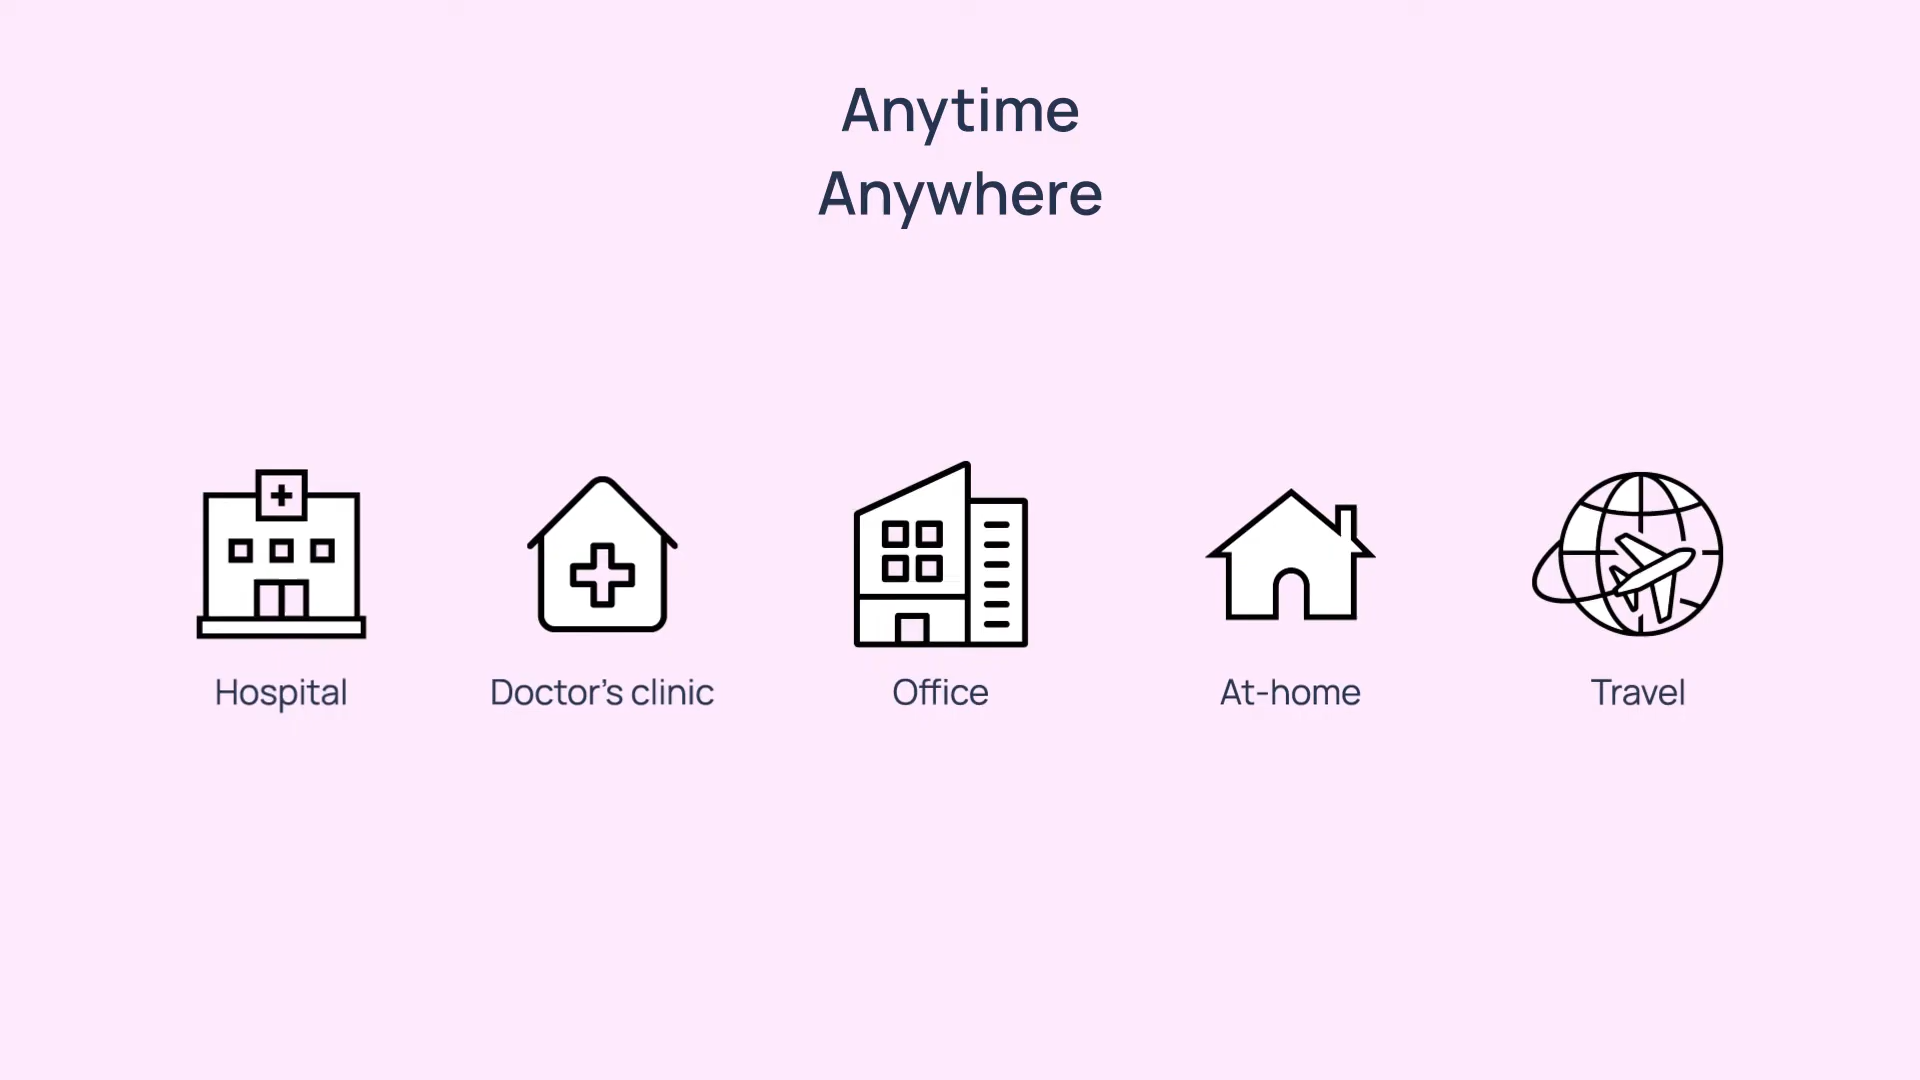 Anytime
Anywhere
Hospital
Doctor’s clinic
Office
At-home
Travel